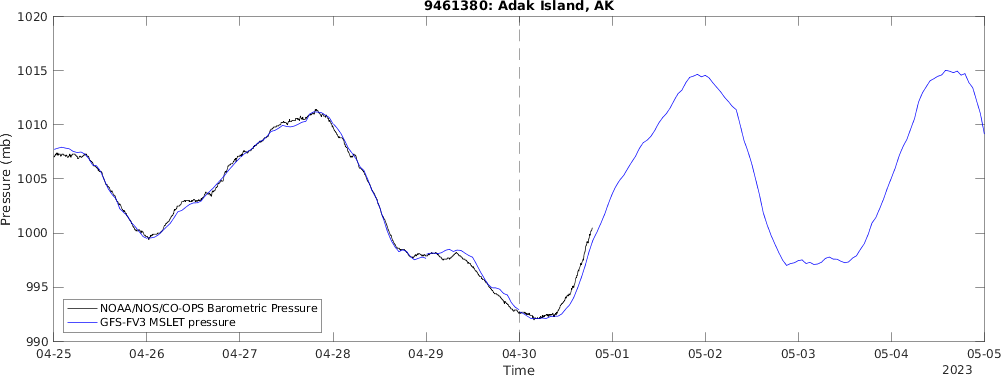 9461380: Adak Island, AK
1020
1015
1010
1005
1000
995
990
Pressure (mb)
NOAA/NOS/CO-OPS Barometric Pressure
GFS-FV3 MSLET pressure
04-25 04-26 04-27 04-28 04-29 04-30 05-01 05-02 05-03 05-04 05-05
Time
2023